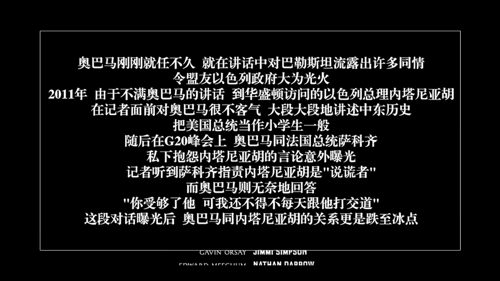 奥巴马刚刚就任不久 就在讲话中对巴勒斯坦流露出许多同情
令盟友以色列政府大为光火
2011年 由于不满奥巴马的讲话 到华盛顿访问的以色列总理内塔尼亚胡
在记者面前对奥巴马很不客气 大段大段地讲述中东历史
把美国总统当作小学生一般
随后在G20峰会上 奥巴马同法国总统萨科齐
私下抱怨内塔尼亚胡的言论意外曝光
记者听到萨科齐指责内塔尼亚胡是"说谎者"
而奥巴马则无奈地回答
"你受够了他 可我还不得不每天跟他打交道"
这段对话曝光后 奥巴马同内塔尼亚胡的关系更是跌至冰点
GAVIN ORSAY JIMMI SIMPSON
EDWARD MEECHUM NATHAN DARROW